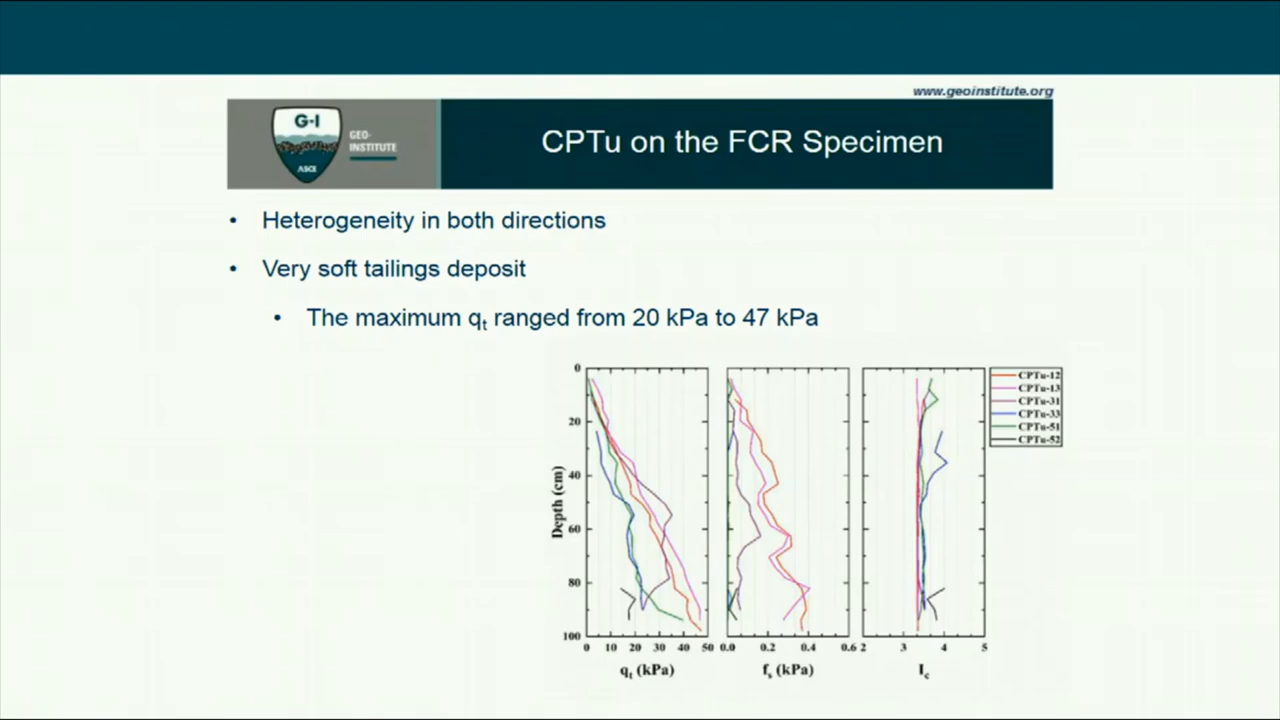 www.geoinstitute.org
G-I
GEO-
INSTITUTE
ASCE
CPTu on the FCR Specimen
• Heterogeneity in both directions
• Very soft tailings deposit
• The maximum qt ranged from 20 kPa to 47 kPa
0
20
40
60
80
100
Depth (cm)
0 10 20 30 40 50
qt (kPa)
0.0 0.2 0.4 0.6
fs (kPa)
2 3 4 5
Ic
CPTu-12
CPTu-13
CPTu-31
CPTu-33
CPTu-51
CPTu-52